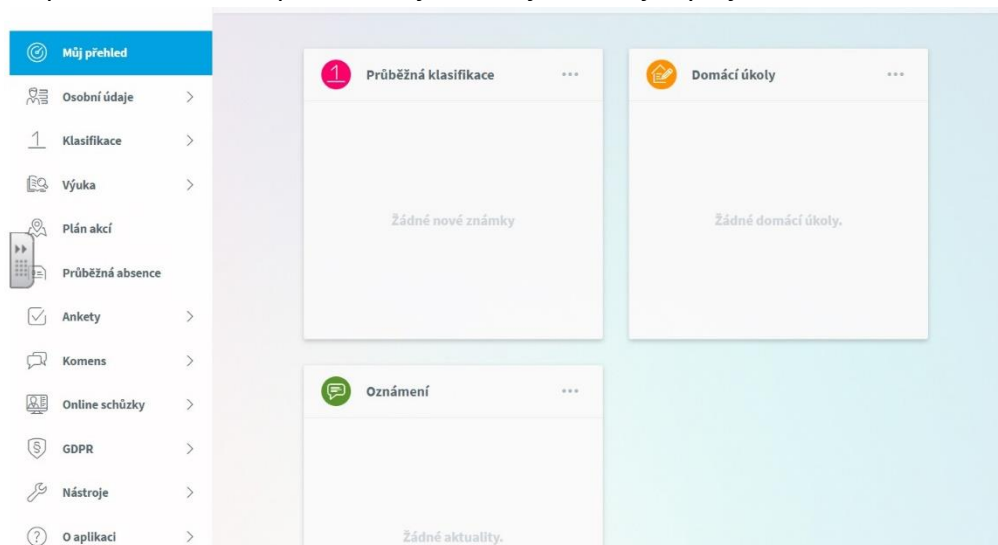 Můj přehled
Osobní údaje
Klasifikace
Výuka
Plán akcí
Průběžná absence
Ankety
Komens
Online schůzky
GDPR
Nástroje
O aplikaci
Průběžná klasifikace
Žádné nové známky
Domácí úkoly
Žádné domácí úkoly.
Oznámení
Žádné aktuality.